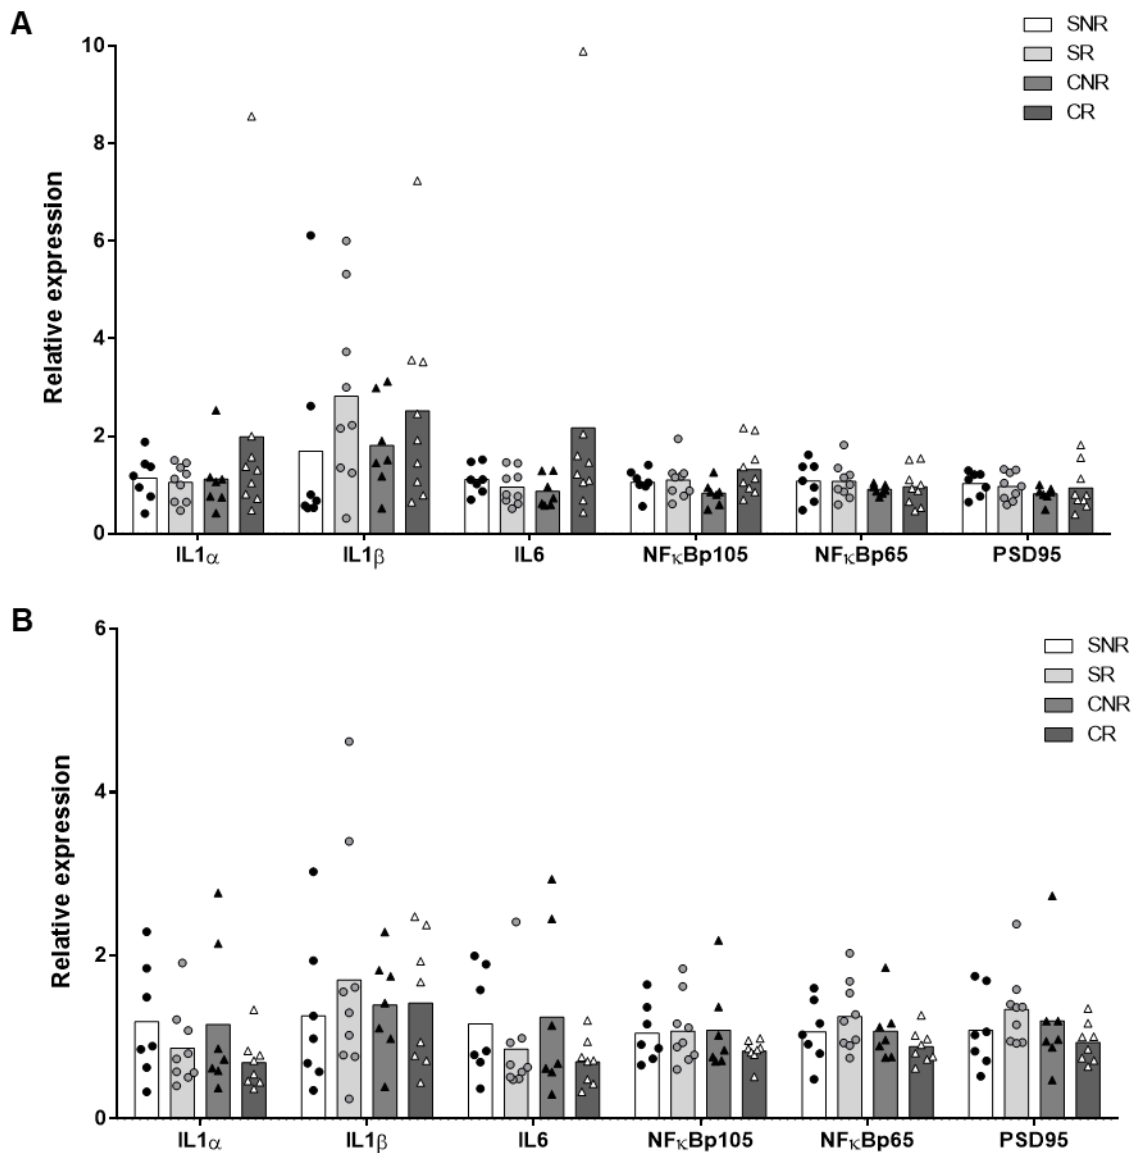 A
SNR
SR
CNR
CR
Relative expression
10
8
6
4
2
0
IL1α IL1β IL6 NFκBp105 NFκBp65 PSD95
B
SNR
SR
CNR
CR
Relative expression
6
4
2
0
IL1α IL1β IL6 NFκBp105 NFκBp65 PSD95